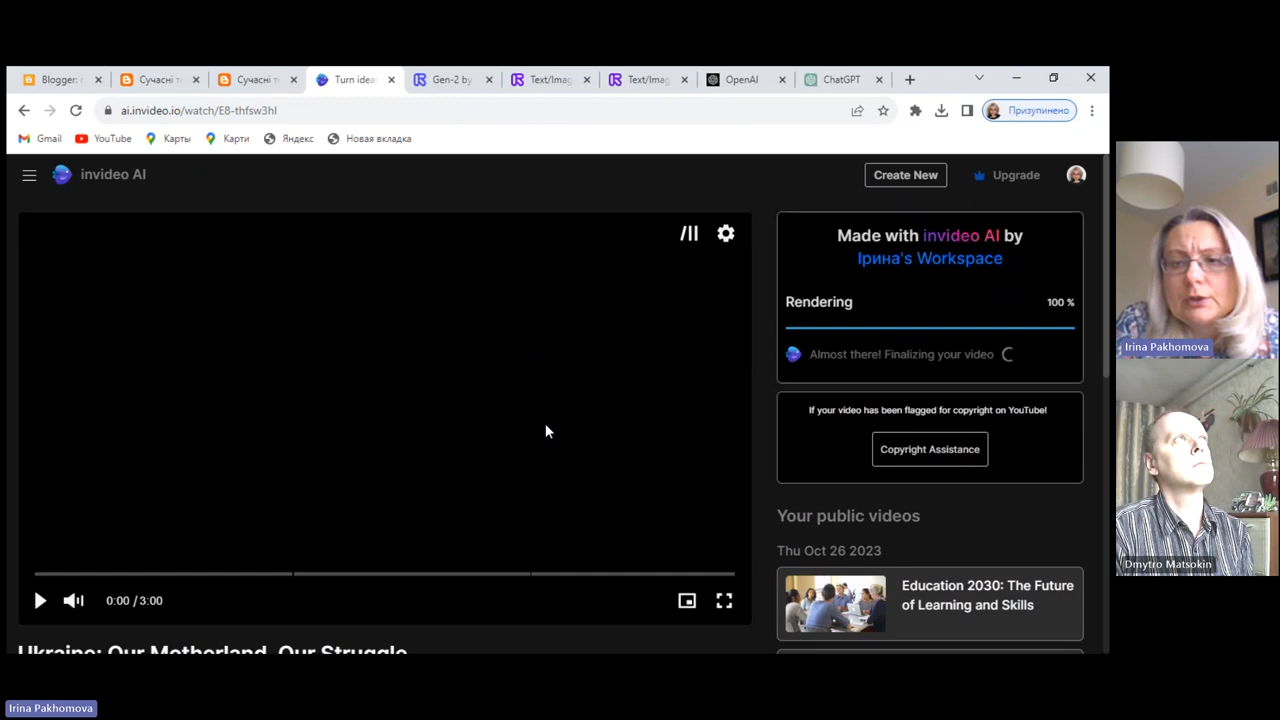 Blogger: г
Сучасні т
Сучасні т
Turn idea
Gen-2 by
Text/Imag
Text/Imag
OpenAI
ChatGPT
ai.invideo.io/watch/E8-thfsw3hI
Призупинено
Gmail
YouTube
Карты
Карти
Яндекс
Новая вкладка
invideo AI
Create New
Upgrade
Made with invideo AI by
Ірина's Workspace
Rendering
100 %
Almost there! Finalizing your video
If your video has been flagged for copyright on YouTube!
Copyright Assistance
Your public videos
Thu Oct 26 2023
Education 2030: The Future
of Learning and Skills
0:00 / 3:00
Ukraine: Our Motherland, Our Struggle
Irina Pakhomova
Dmytro Matsokin
Irina Pakhomova